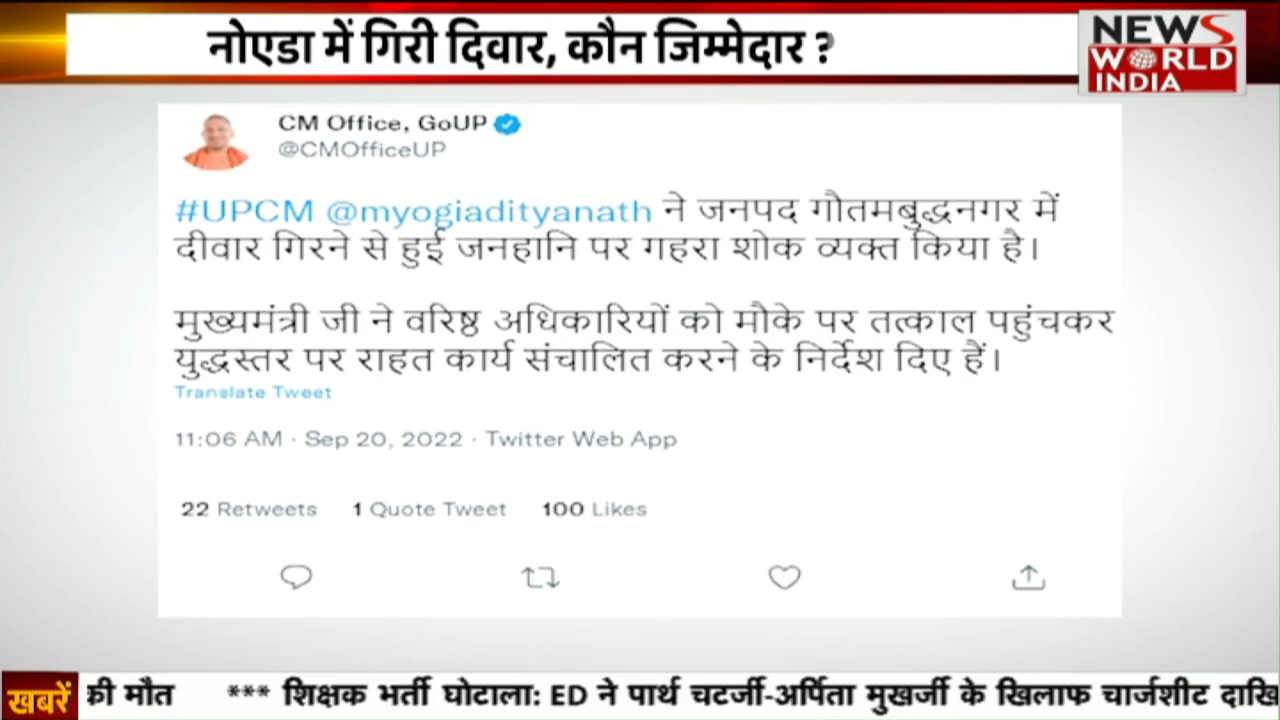 नोएडा में गिरी दिवार, कौन जिम्मेदार ?
NEWS
WORLD
INDIA
CM Office, GoUP
@CMOfficeUP
#UPCM @myogiadityanath ने जनपद गौतमबुद्धनगर में
दीवार गिरने से हुई जनहानि पर गहरा शोक व्यक्त किया है।
मुख्यमंत्री जी ने वरिष्ठ अधिकारियों को मौके पर तत्काल पहुंचकर
युद्धस्तर पर राहत कार्य संचालित करने के निर्देश दिए हैं।
Translate Tweet
11:06 AM · Sep 20, 2022 · Twitter Web App
22 Retweets 1 Quote Tweet 100 Likes
खबरें की मौत *** शिक्षक भर्ती घोटाला: ED ने पार्थ चटर्जी-अर्पिता मुखर्जी के खिलाफ चार्जशीट